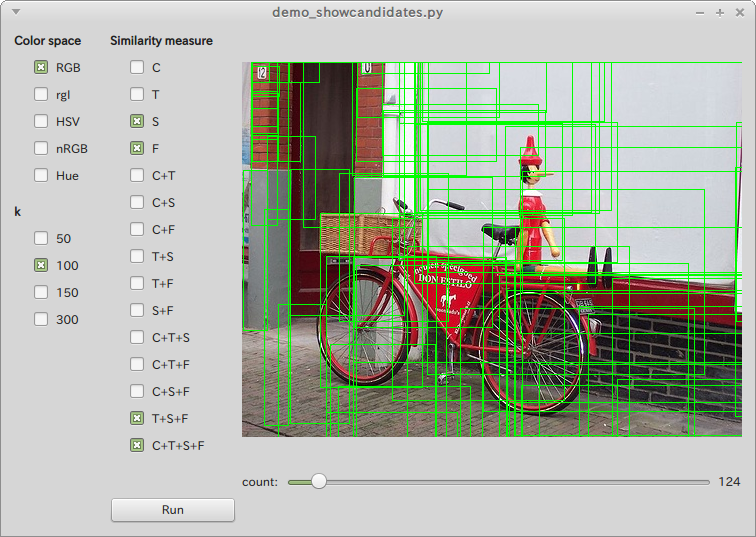 demo_showcandidates.py
Color space
RGB
rgI
HSV
nRGB
Hue
k
50
100
150
300
Similarity measure
C
T
S
F
C+T
C+S
C+F
T+S
T+F
S+F
C+T+S
C+T+F
C+S+F
T+S+F
C+T+S+F
12
10
DON ESTILO
count:
124
Run